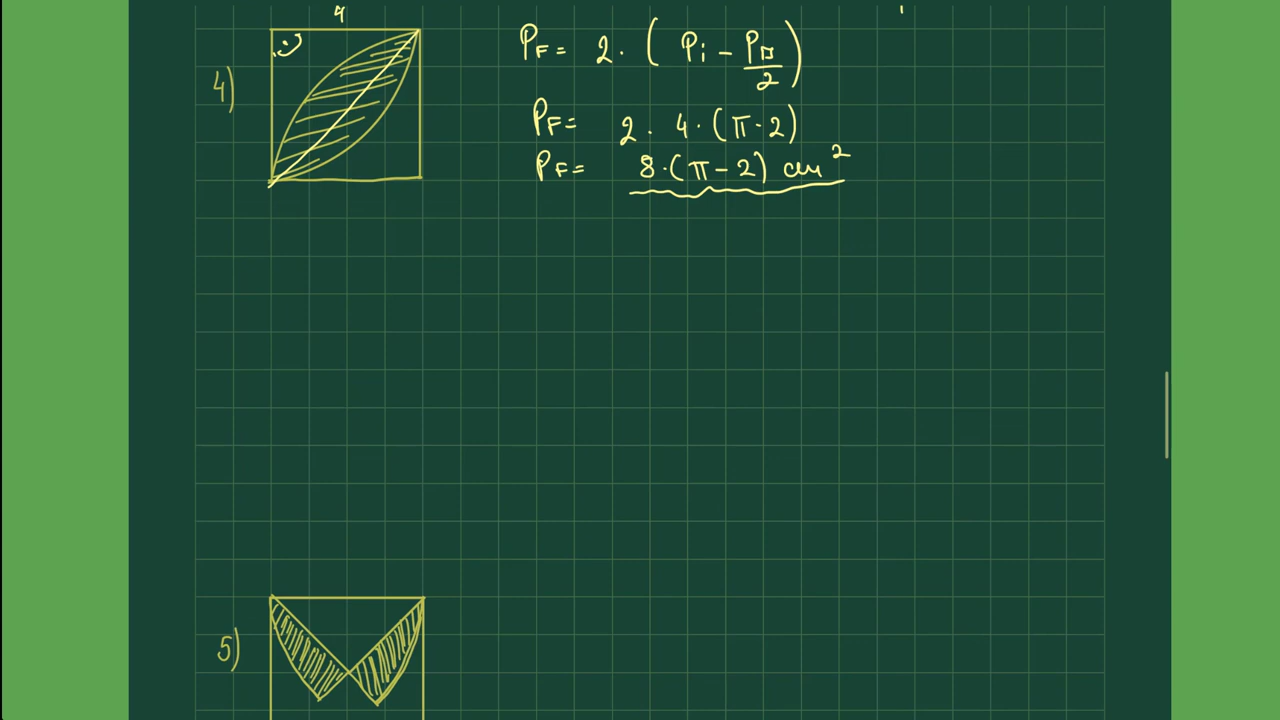 4
4)
P_F = 2 · ( P_i − P_□/2 )
P_F = 2 · 4 · (π - 2)
P_F = 8 · (π − 2) cm²
5)